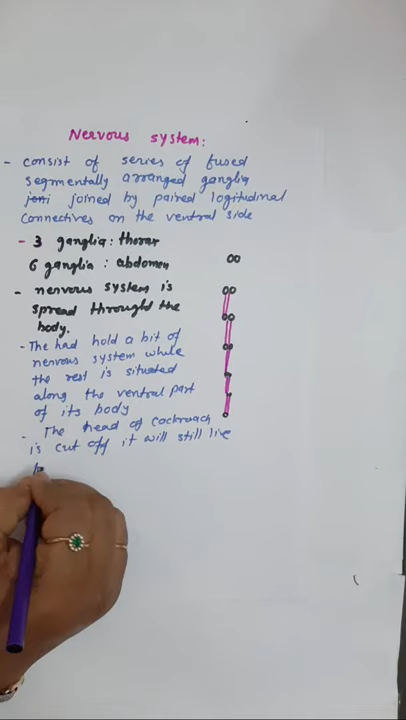 Nervous system:
- consist of series of fused
segmentally arranged ganglia
joni joined by paired logitudinal
connectives on the ventral side
- 3 ganglia: thorax
6 ganglia: abdomen
- nervous system is
spread throught the
body.
- The had hold a bit of
nervous system while
the rest is situated
along the ventral part
of its body
- The head of cockroach
is cut off it will still live